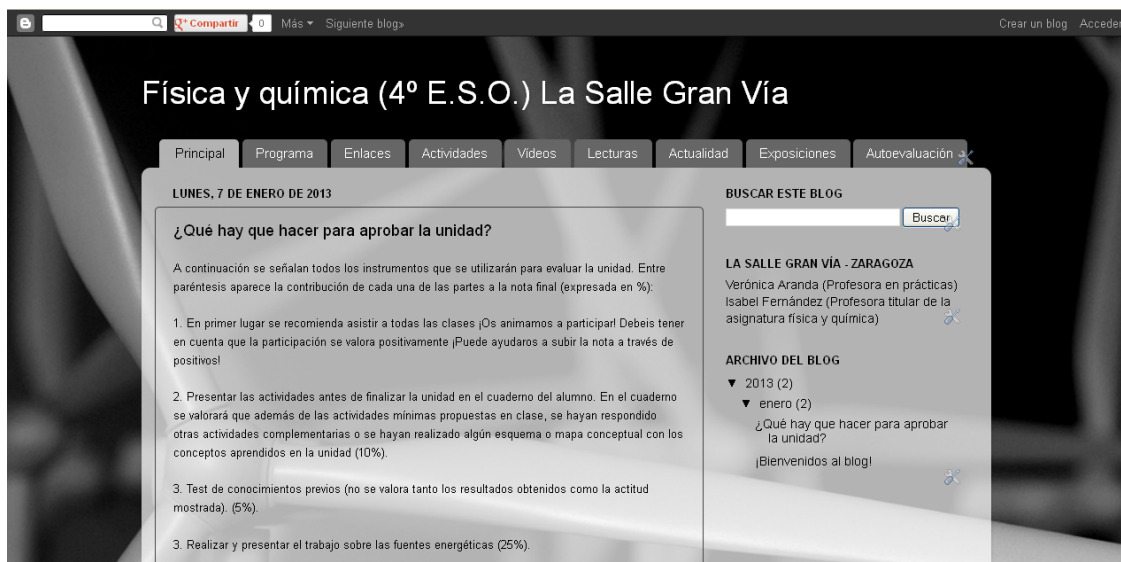 Compartir 0 Más Siguiente blog» Crear un blog Acceder
Física y química (4º E.S.O.) La Salle Gran Vía
Principal Programa Enlaces Actividades Vídeos Lecturas Actualidad Exposiciones Autoevaluación
LUNES, 7 DE ENERO DE 2013
¿Qué hay que hacer para aprobar la unidad?
A continuación se señalan todos los instrumentos que se utilizarán para evaluar la unidad. Entre
paréntesis aparece la contribución de cada una de las partes a la nota final (expresada en %):
1. En primer lugar se recomienda asistir a todas las clases ¡Os animamos a participar! Debeis tener
en cuenta que la participación se valora positivamente ¡Puede ayudaros a subir la nota a través de
positivos!
2. Presentar las actividades antes de finalizar la unidad en el cuaderno del alumno. En el cuaderno
se valorará que además de las actividades mínimas propuestas en clase, se hayan respondido
otras actividades complementarias o se hayan realizado algún esquema o mapa conceptual con los
conceptos aprendidos en la unidad (10%).
3. Test de conocimientos previos (no se valora tanto los resultados obtenidos como la actitud
mostrada). (5%).
3. Realizar y presentar el trabajo sobre las fuentes energéticas (25%).
BUSCAR ESTE BLOG
Buscar
LA SALLE GRAN VÍA - ZARAGOZA
Verónica Aranda (Profesora en prácticas)
Isabel Fernández (Profesora titular de la
asignatura física y química)
ARCHIVO DEL BLOG
▼ 2013 (2)
▼ enero (2)
¿Qué hay que hacer para aprobar
la unidad?
¡Bienvenidos al blog!